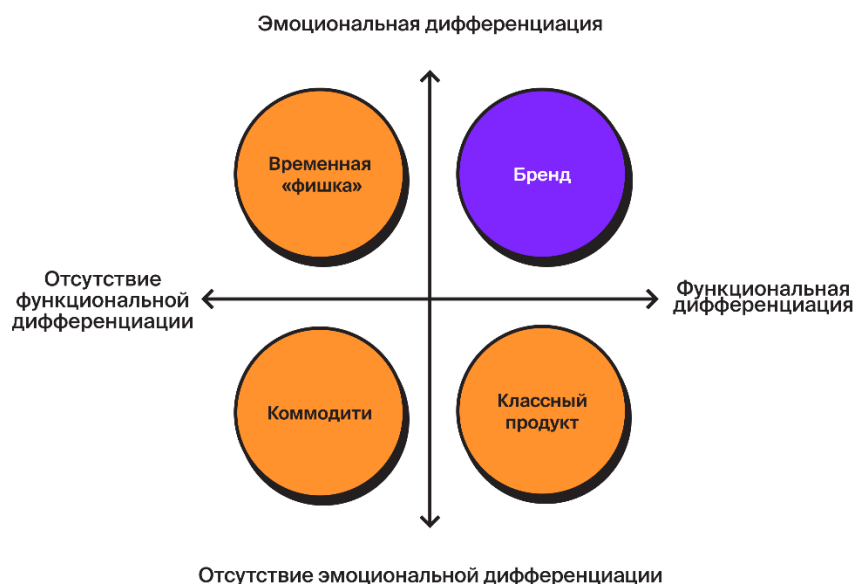 Эмоциональная дифференциация
Временная
«фишка»
Бренд
Отсутствие
функциональной
дифференциации
Функциональная
дифференциация
Коммодити
Классный
продукт
Отсутствие эмоциональной дифференциации